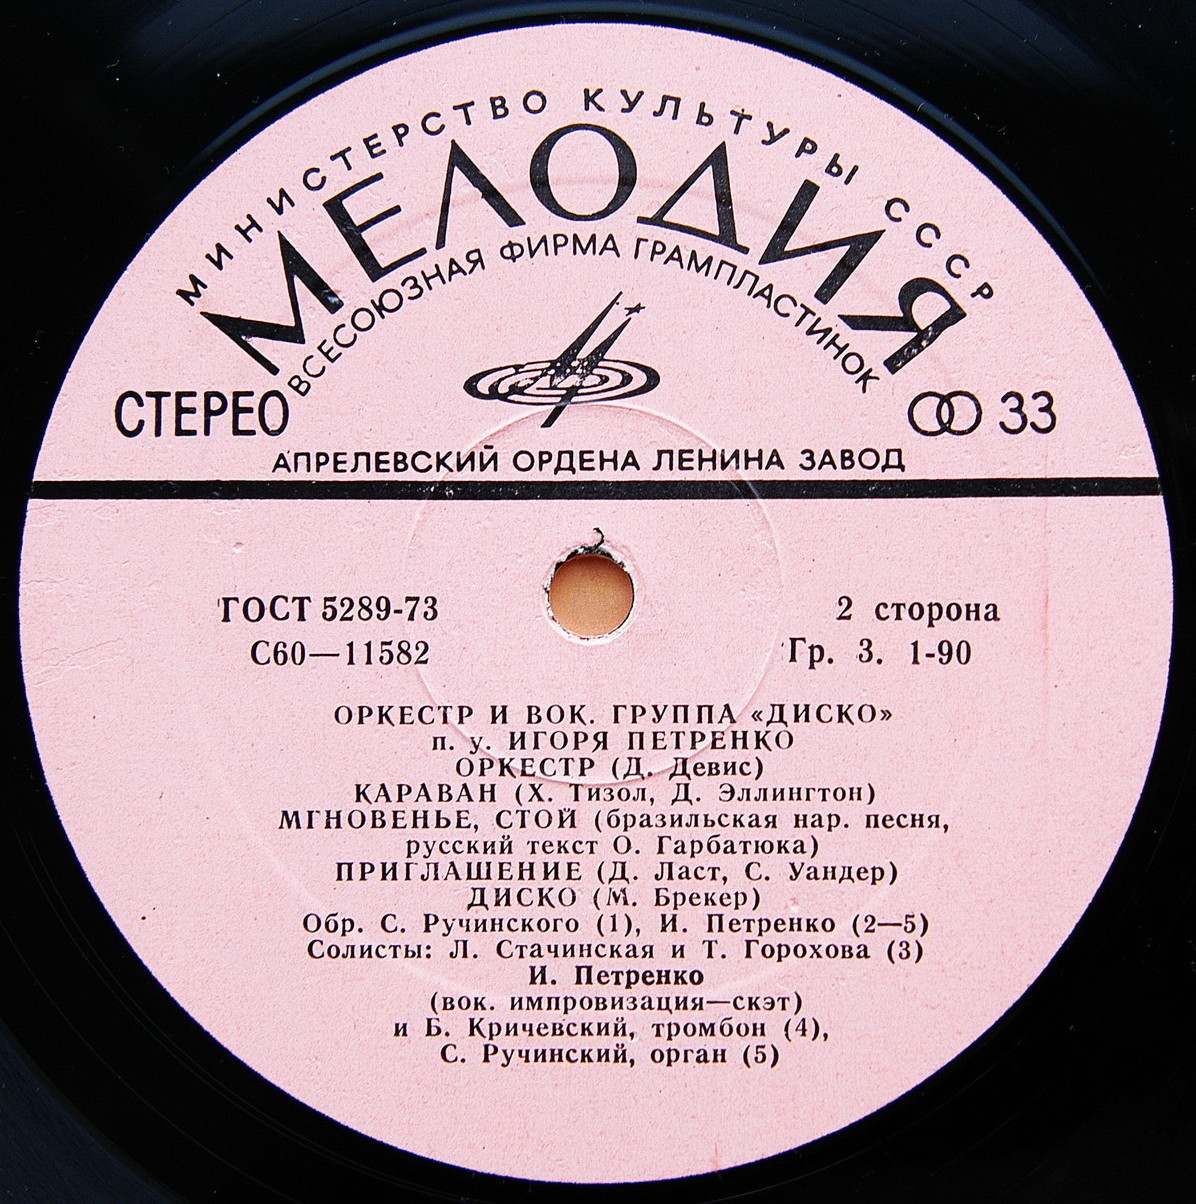 МИНИСТЕРСТВО КУЛЬТУРЫ СССР
МЕЛОДИЯ
ВСЕСОЮЗНАЯ ФИРМА ГРАМПЛАСТИНОК
СТЕРЕО
33
АПРЕЛЕВСКИЙ ОРДЕНА ЛЕНИНА ЗАВОД
ГОСТ 5289-73
2 сторона
С60—11582
Гр. 3. 1-90
ОРКЕСТР И ВОК. ГРУППА «ДИСКО»
п. у. ИГОРЯ ПЕТРЕНКО
ОРКЕСТР (Д. Девис)
КАРАВАН (Х. Тизол, Д. Эллингтон)
МГНОВЕНЬЕ, СТОЙ (бразильская нар. песня,
русский текст О. Гарбатюка)
ПРИГЛАШЕНИЕ (Д. Ласт, С. Уандер)
ДИСКО (М. Брекер)
Обр. С. Ручинского (1), И. Петренко (2—5)
Солисты: Л. Стачинская и Т. Горохова (3)
И. Петренко
(вок. импровизация—скэт)
и Б. Кричевский, тромбон (4),
С. Ручинский, орган (5)